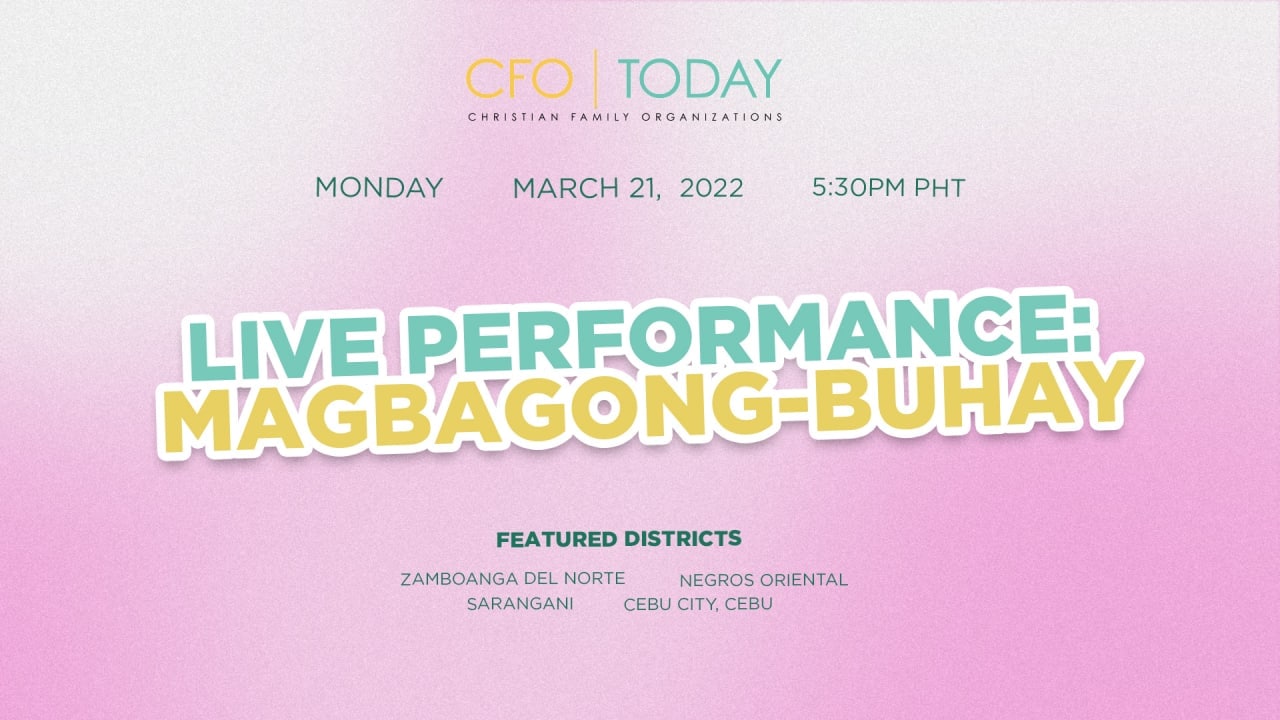 CFO | TODAY
CHRISTIAN FAMILY ORGANIZATIONS
MONDAY MARCH 21, 2022 5:30PM PHT
LIVE PERFORMANCE:
MAGBAGONG-BUHAY
FEATURED DISTRICTS
ZAMBOANGA DEL NORTE NEGROS ORIENTAL
SARANGANI CEBU CITY, CEBU